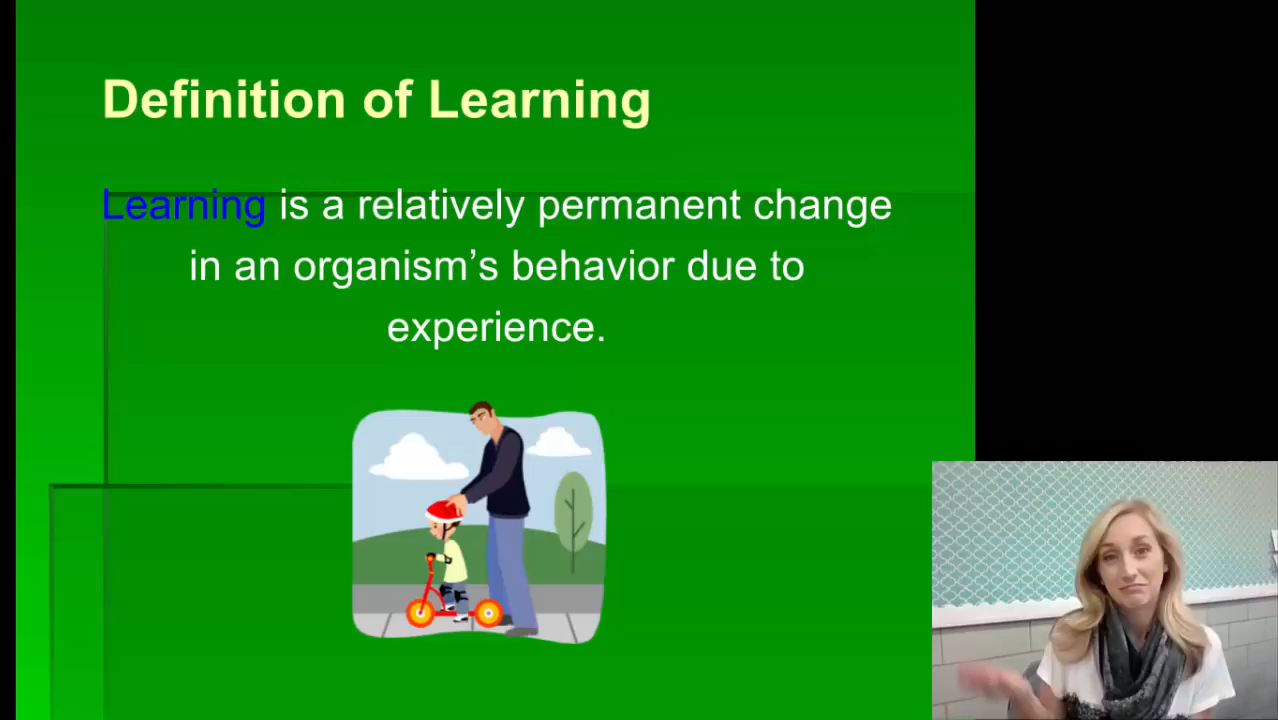 Definition of Learning
Learning is a relatively permanent change
in an organism’s behavior due to
experience.